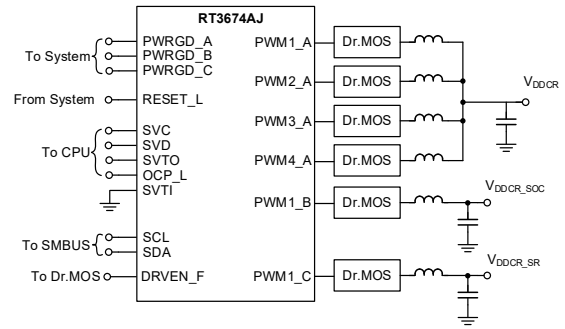 RT3674AJ
To System
PWRGD_A
PWRGD_B
PWRGD_C
From System
RESET_L
To CPU
SVC
SVD
SVTO
OCP_L
SVTI
To SMBUS
SCL
SDA
To Dr.MOS
DRVEN_F
PWM1_A
Dr.MOS
PWM2_A
Dr.MOS
PWM3_A
Dr.MOS
PWM4_A
Dr.MOS
VDDCR
PWM1_B
Dr.MOS
VDDCR_SOC
PWM1_C
Dr.MOS
VDDCR_SR